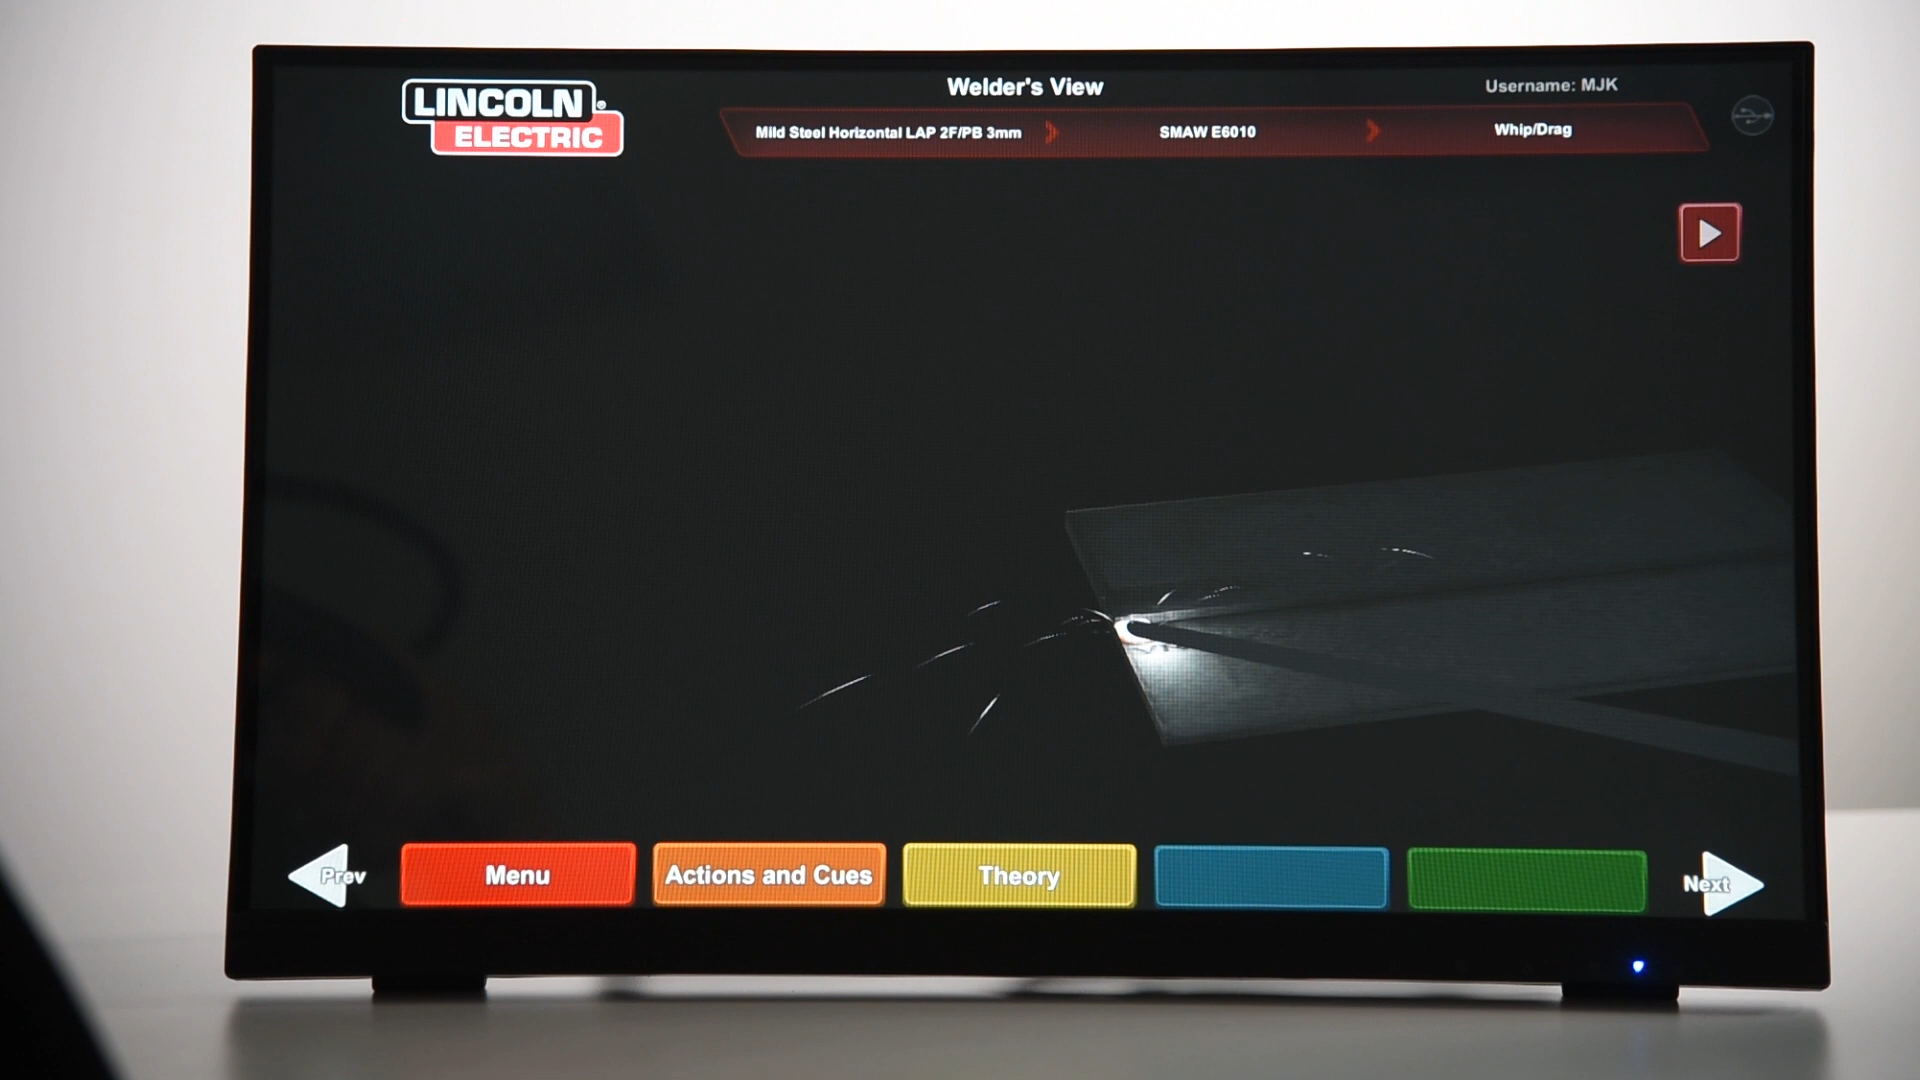 LINCOLN®
ELECTRIC
Welder's View
Username: MJK
Mild Steel Horizontal LAP 2F/PB 3mm
SMAW E6010
Whip/Drag
Prev
Menu
Actions and Cues
Theory
Next